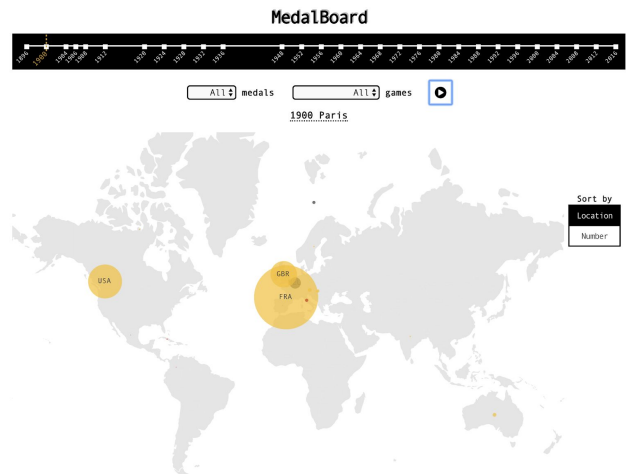 MedalBoard
1896 1900 1904 1906 1908 1912 1920 1924 1928 1932 1936 1948 1952 1956 1960 1964 1968 1972 1976 1980 1984 1988 1992 1996 2000 2004 2008 2012 2016
All medals All games
1900 Paris
Sort by
Location
Number
USA
GBR
FRA